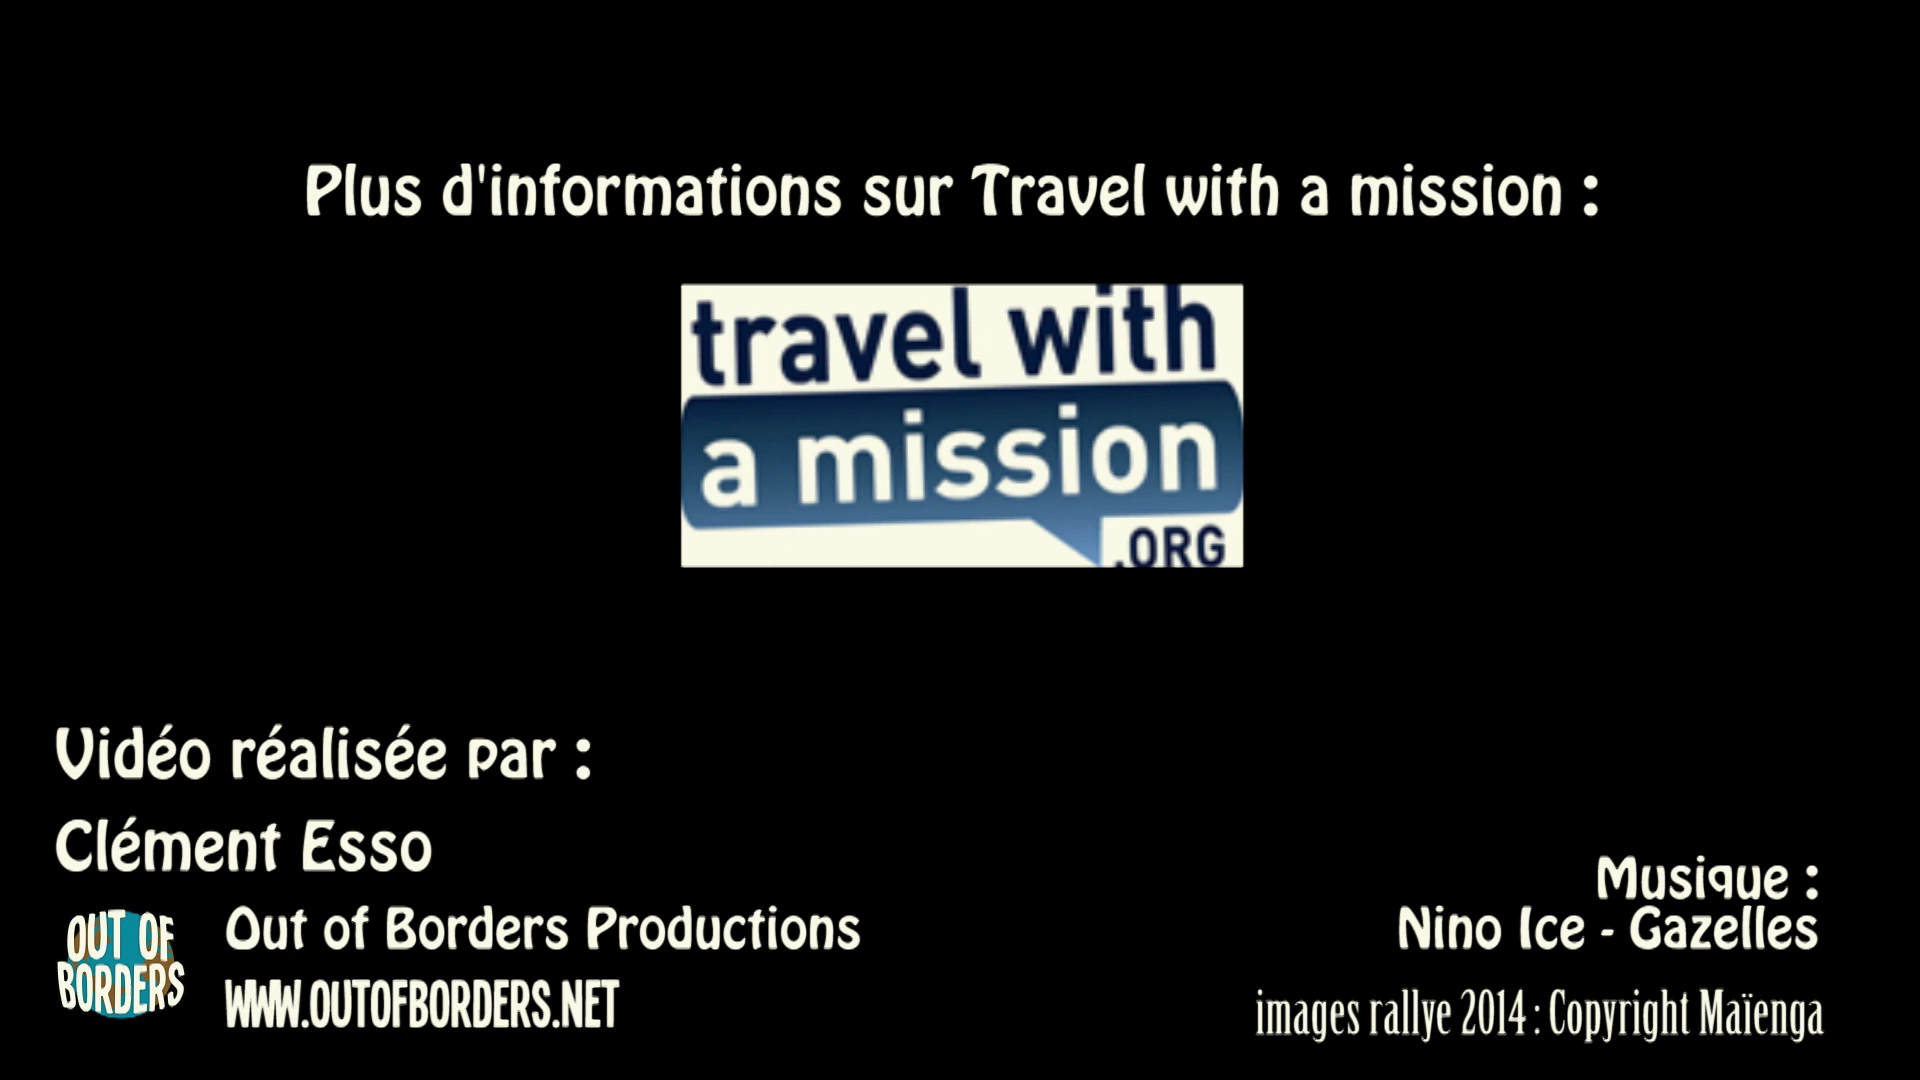 Plus d'informations sur Travel with a mission :
travel with
a mission
.ORG
Vidéo réalisée par :
Clément Esso
OUT OF
BORDERS
Out of Borders Productions
WWW.OUTOFBORDERS.NET
Musique :
Nino Ice - Gazelles
images rallye 2014 : Copyright Maïenga